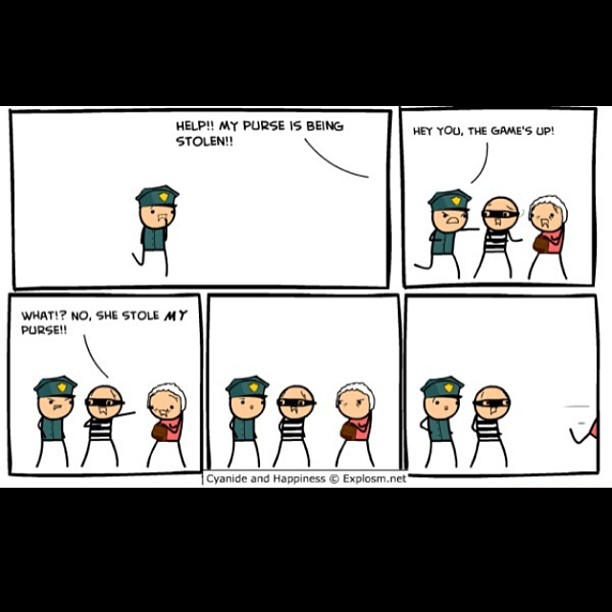 HELP!! MY PURSE IS BEING
STOLEN!!
HEY YOU, THE GAME'S UP!
WHAT!? NO, SHE STOLE MY
PURSE!!
Cyanide and Happiness © Explosm.net